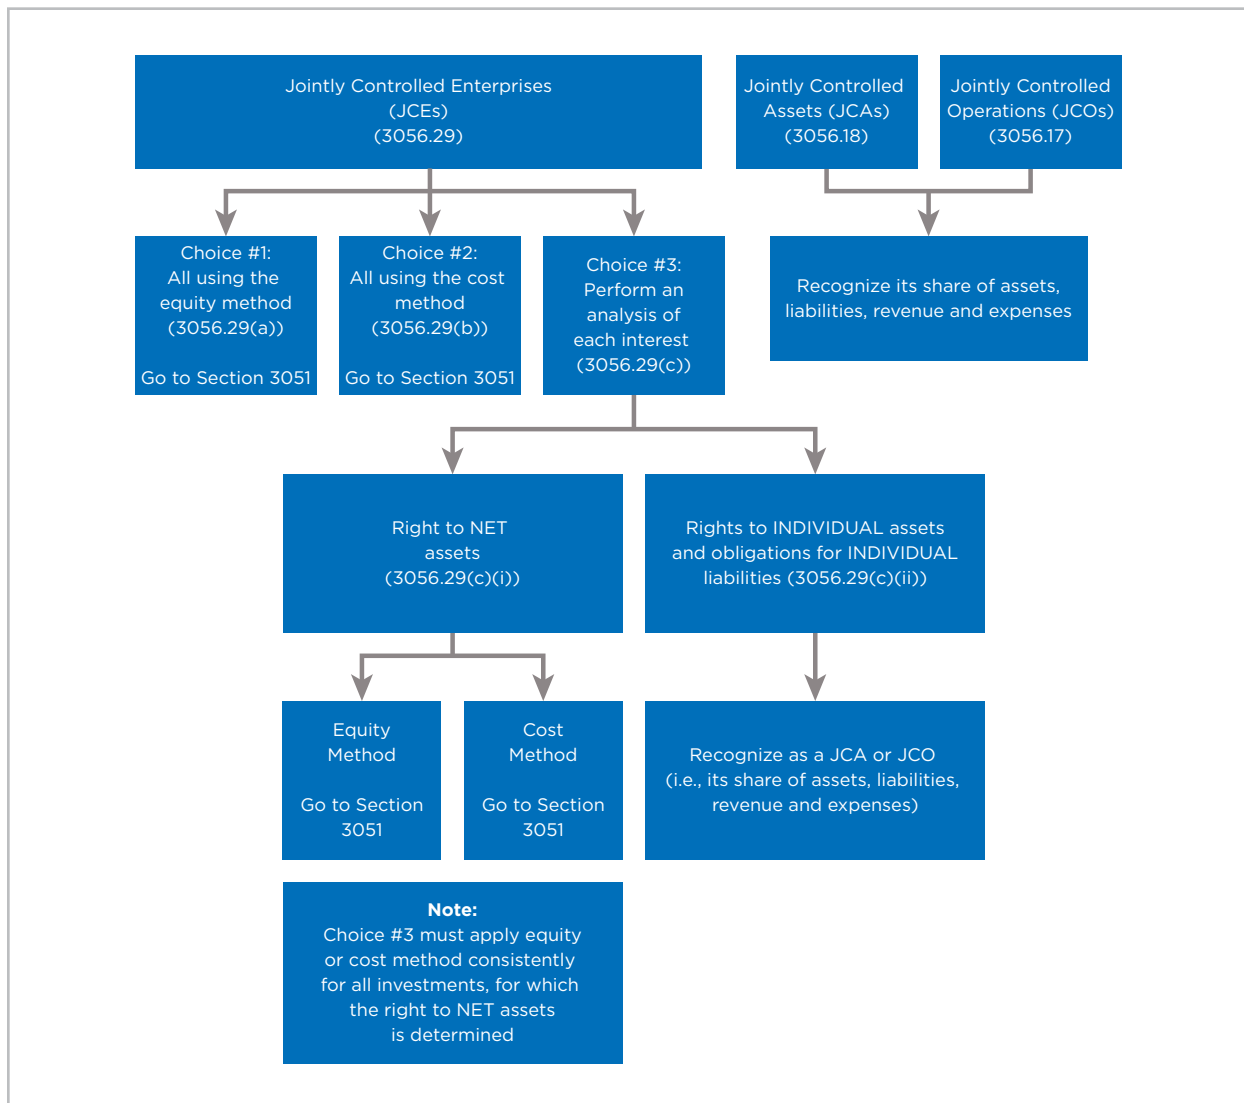 Jointly Controlled Enterprises
(JCEs)
(3056.29)
Jointly Controlled
Assets (JCAs)
(3056.18)
Jointly Controlled
Operations (JCOs)
(3056.17)
Choice #1:
All using the
equity method
(3056.29(a))
Go to Section 3051
Choice #2:
All using the cost
method
(3056.29(b))
Go to Section 3051
Choice #3:
Perform an
analysis of
each interest
(3056.29(c))
Recognize its share of assets,
liabilities, revenue and expenses
Right to NET
assets
(3056.29(c)(i))
Rights to INDIVIDUAL assets
and obligations for INDIVIDUAL
liabilities (3056.29(c)(ii))
Equity
Method
Go to Section
3051
Cost
Method
Go to Section
3051
Recognize as a JCA or JCO
(i.e., its share of assets, liabilities,
revenue and expenses)
Note:
Choice #3 must apply equity
or cost method consistently
for all investments, for which
the right to NET assets
is determined